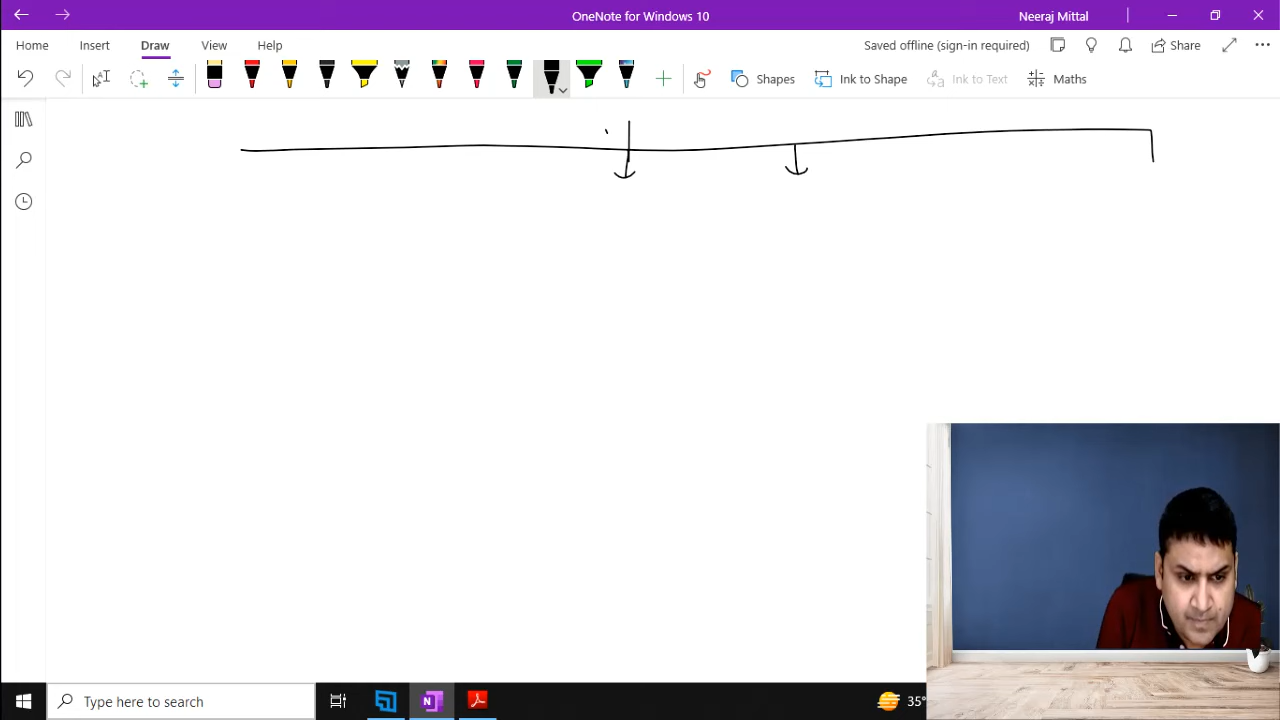 OneNote for Windows 10
Neeraj Mittal
Home Insert Draw View Help
Saved offline (sign-in required) Share
Shapes Ink to Shape Ink to Text Maths
Type here to search
35°